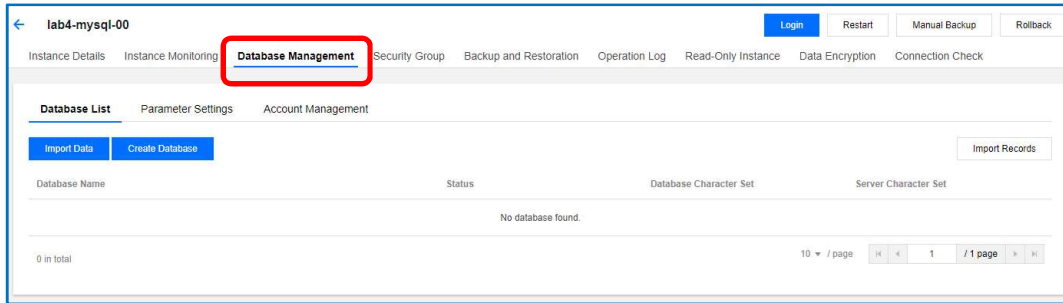 lab4-mysql-00 Login Restart Manual Backup Rollback
Instance Details Instance Monitoring Database Management Security Group Backup and Restoration Operation Log Read-Only Instance Data Encryption Connection Check
Database List Parameter Settings Account Management
Import Data Create Database Import Records
Database Name Status Database Character Set Server Character Set
No database found.
0 in total 10 / page 1 / 1 page